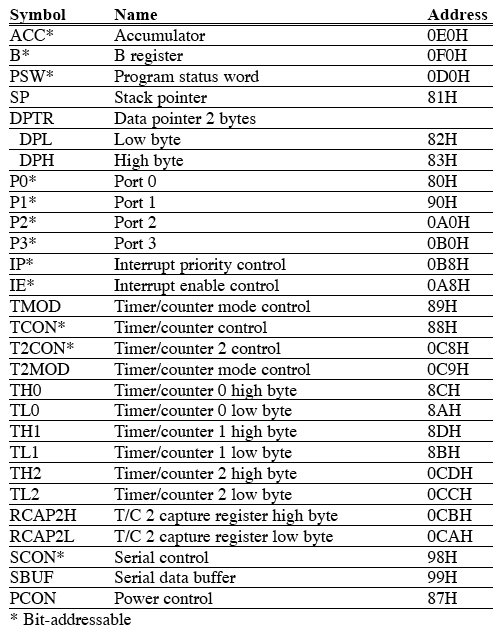 Symbol Name Address
ACC* Accumulator 0E0H
B* B register 0F0H
PSW* Program status word 0D0H
SP Stack pointer 81H
DPTR Data pointer 2 bytes
DPL Low byte 82H
DPH High byte 83H
P0* Port 0 80H
P1* Port 1 90H
P2* Port 2 0A0H
P3* Port 3 0B0H
IP* Interrupt priority control 0B8H
IE* Interrupt enable control 0A8H
TMOD Timer/counter mode control 89H
TCON* Timer/counter control 88H
T2CON* Timer/counter 2 control 0C8H
T2MOD Timer/counter mode control 0C9H
TH0 Timer/counter 0 high byte 8CH
TL0 Timer/counter 0 low byte 8AH
TH1 Timer/counter 1 high byte 8DH
TL1 Timer/counter 1 low byte 8BH
TH2 Timer/counter 2 high byte 0CDH
TL2 Timer/counter 2 low byte 0CCH
RCAP2H T/C 2 capture register high byte 0CBH
RCAP2L T/C 2 capture register low byte 0CAH
SCON* Serial control 98H
SBUF Serial data buffer 99H
PCON Power control 87H
* Bit-addressable